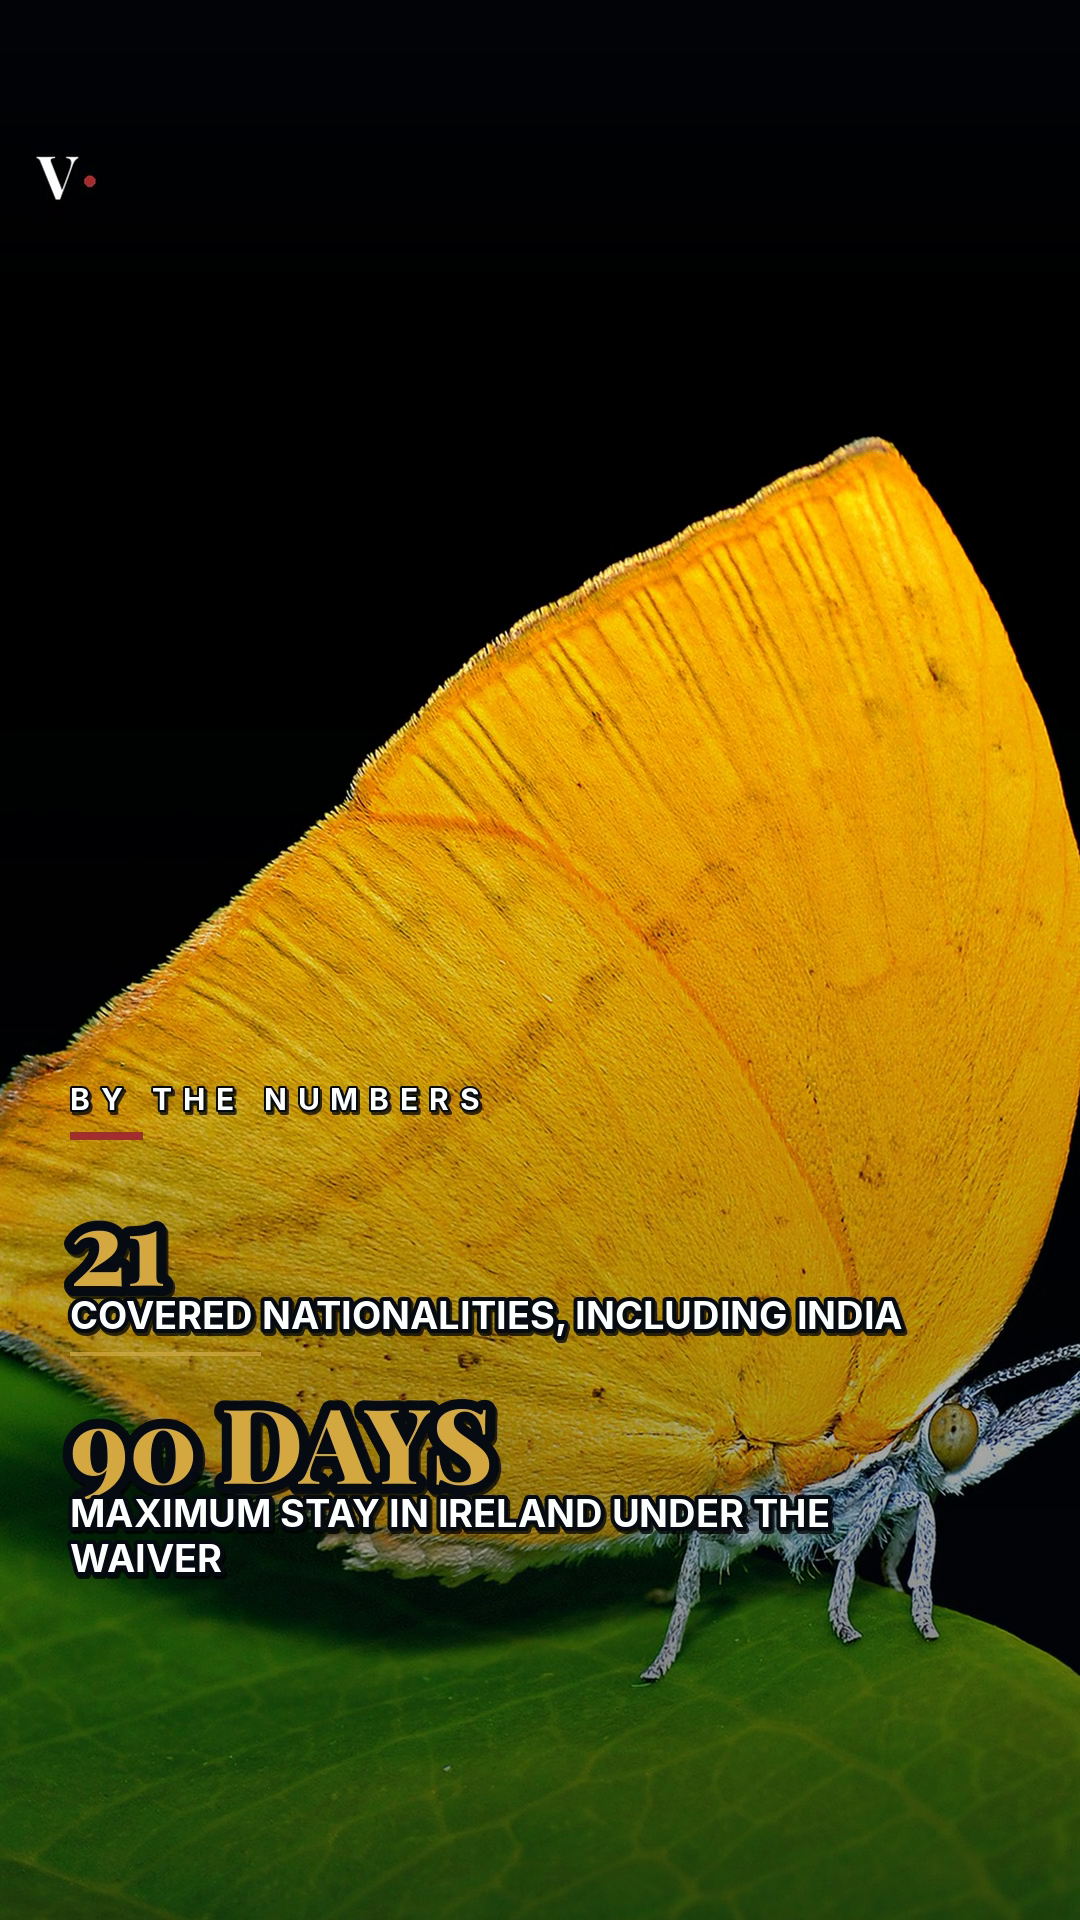 V.
BY THE NUMBERS
21
COVERED NATIONALITIES, INCLUDING INDIA
90 DAYS
MAXIMUM STAY IN IRELAND UNDER THE
WAIVER